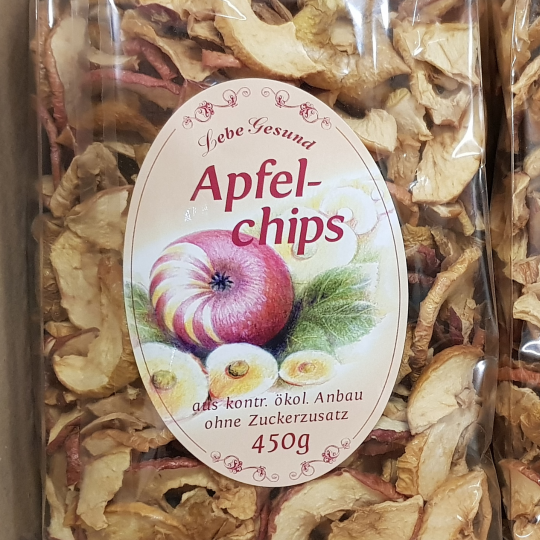 Lebe Gesund
Apfel-
chips
aus kontr. ökol. Anbau
ohne Zuckerzusatz
450g